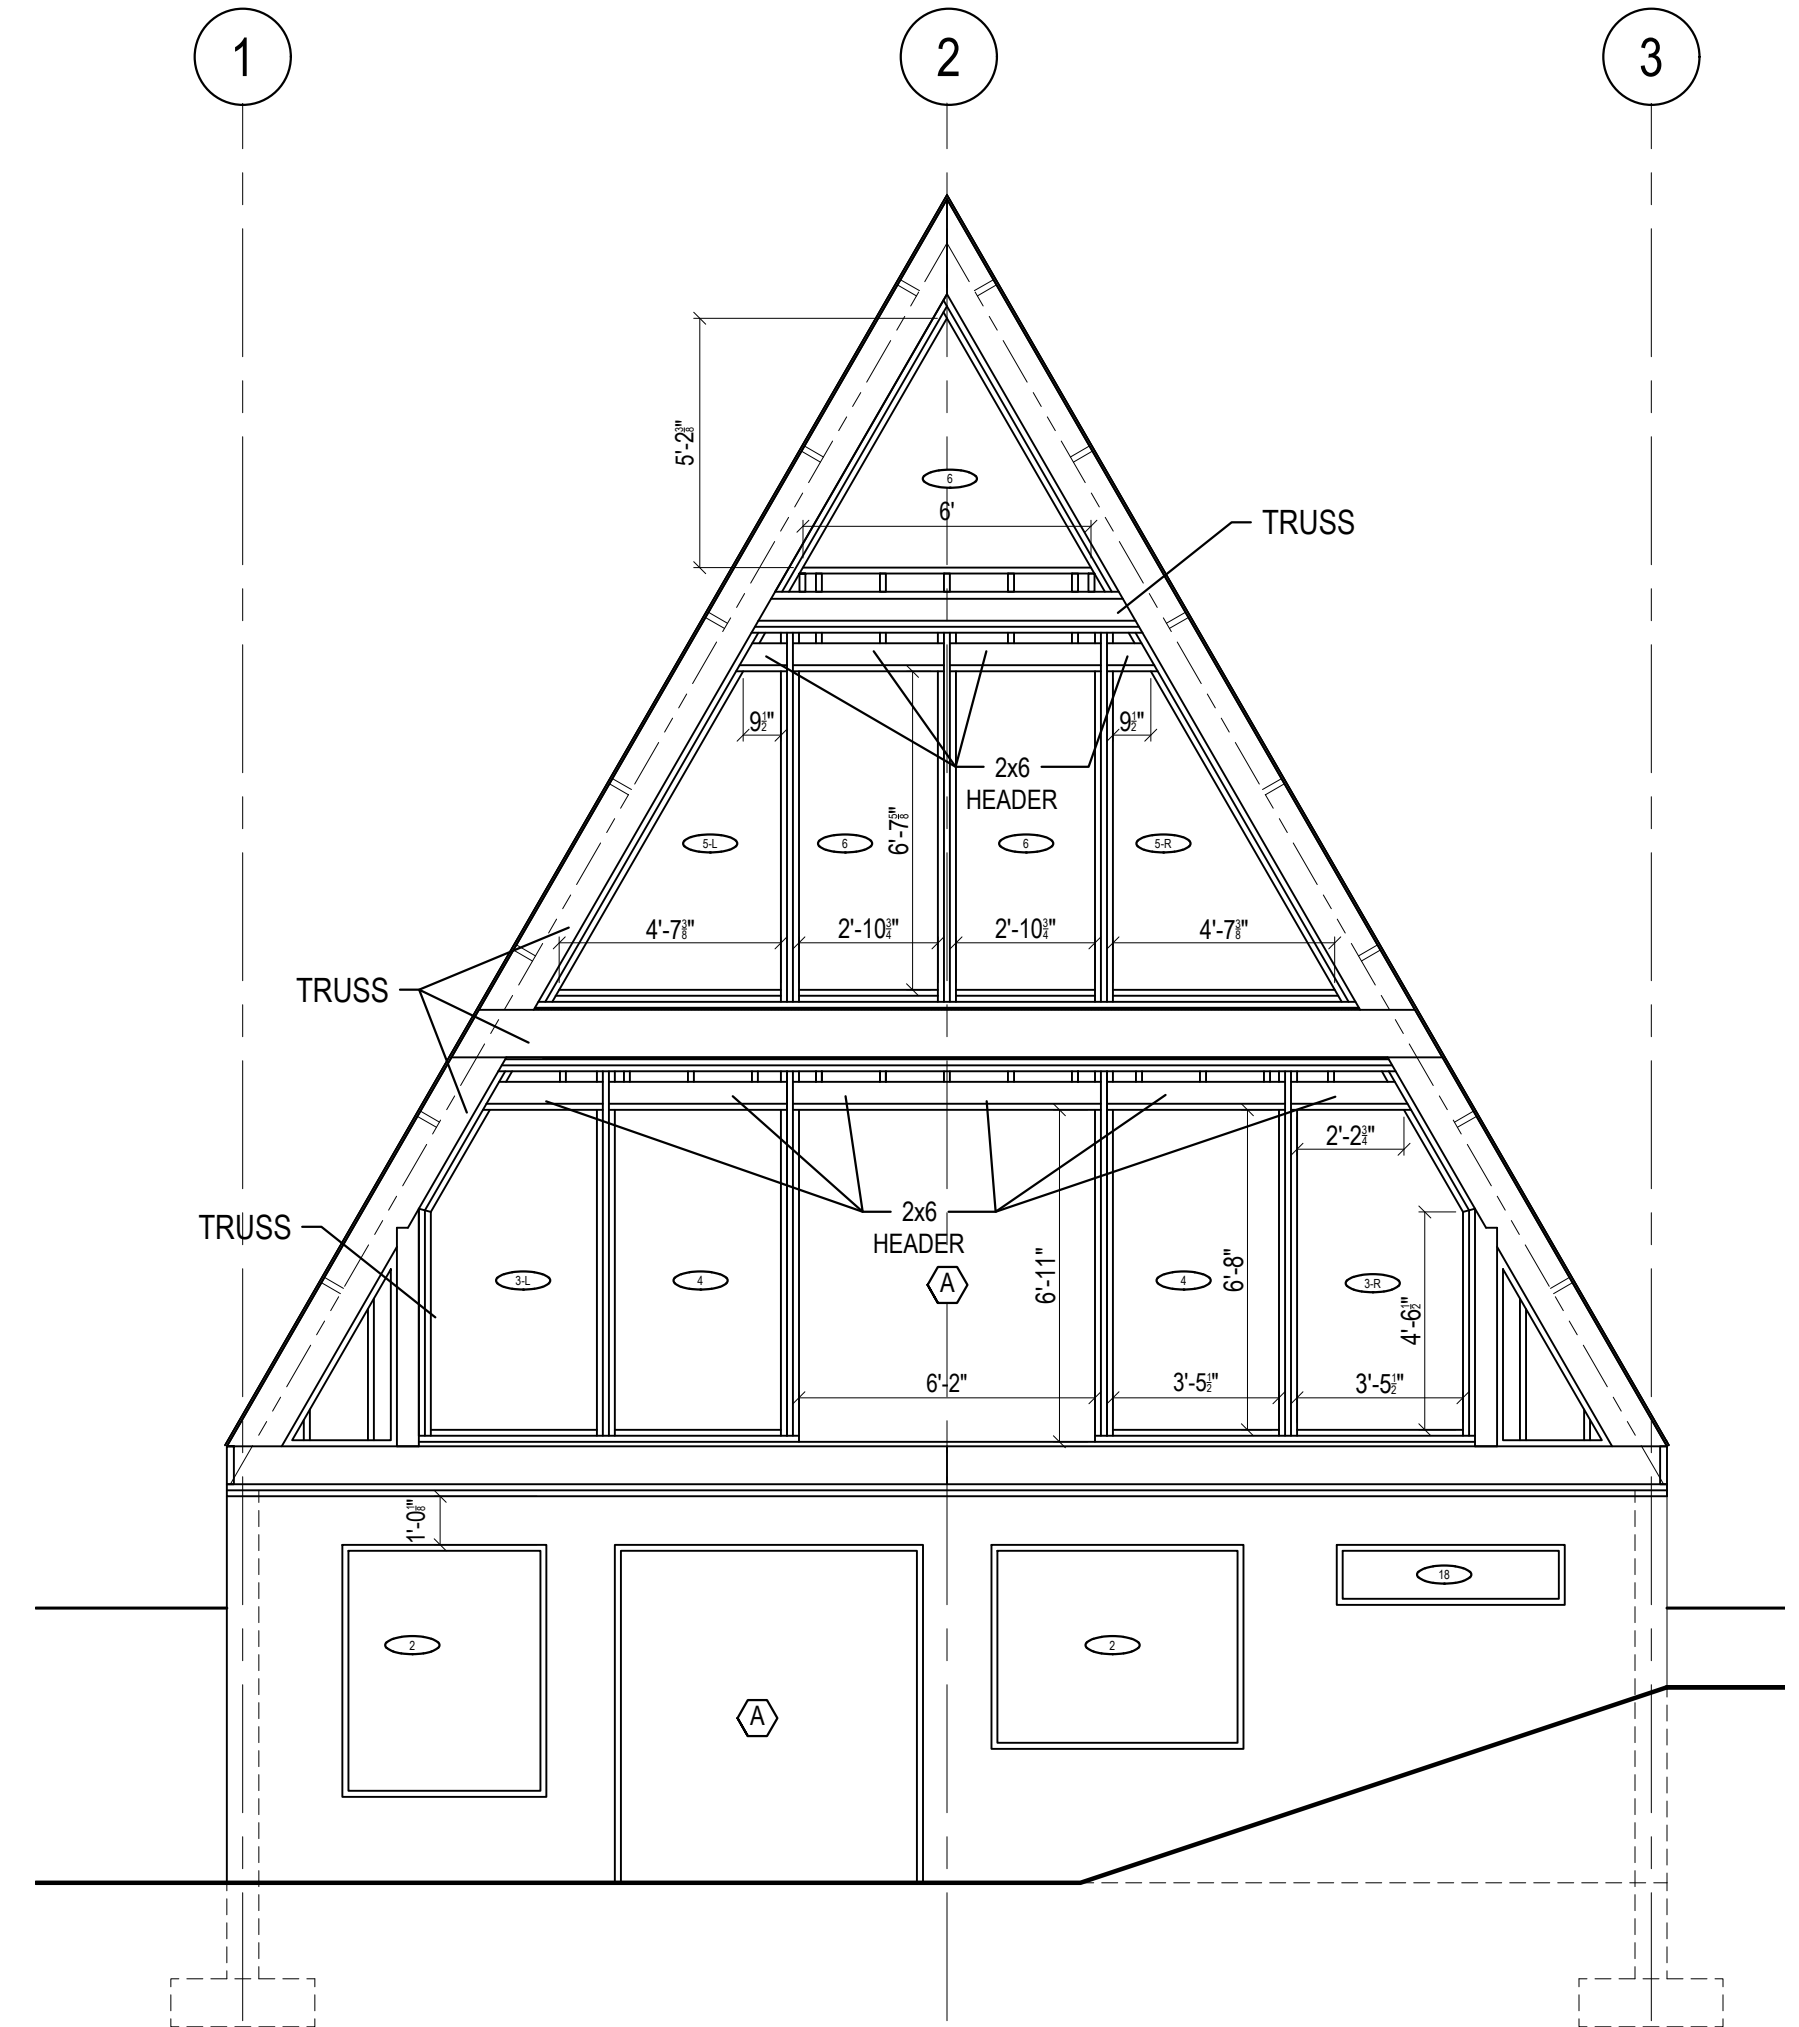 1
2
3
5'-2⅜"
6
6'
TRUSS
9½"
9½"
2x6
HEADER
6'-7⅝"
5-L
6
6
5-R
4'-7⅜"
2'-10¾"
2'-10¾"
4'-7⅜"
TRUSS
2'-2¾"
2x6
HEADER
TRUSS
3-L
4
A
6'-11"
4
6'-8"
3-R
4'-6½"
6'-2"
3'-5½"
3'-5½"
1'-0⅛"
18
2
2
A